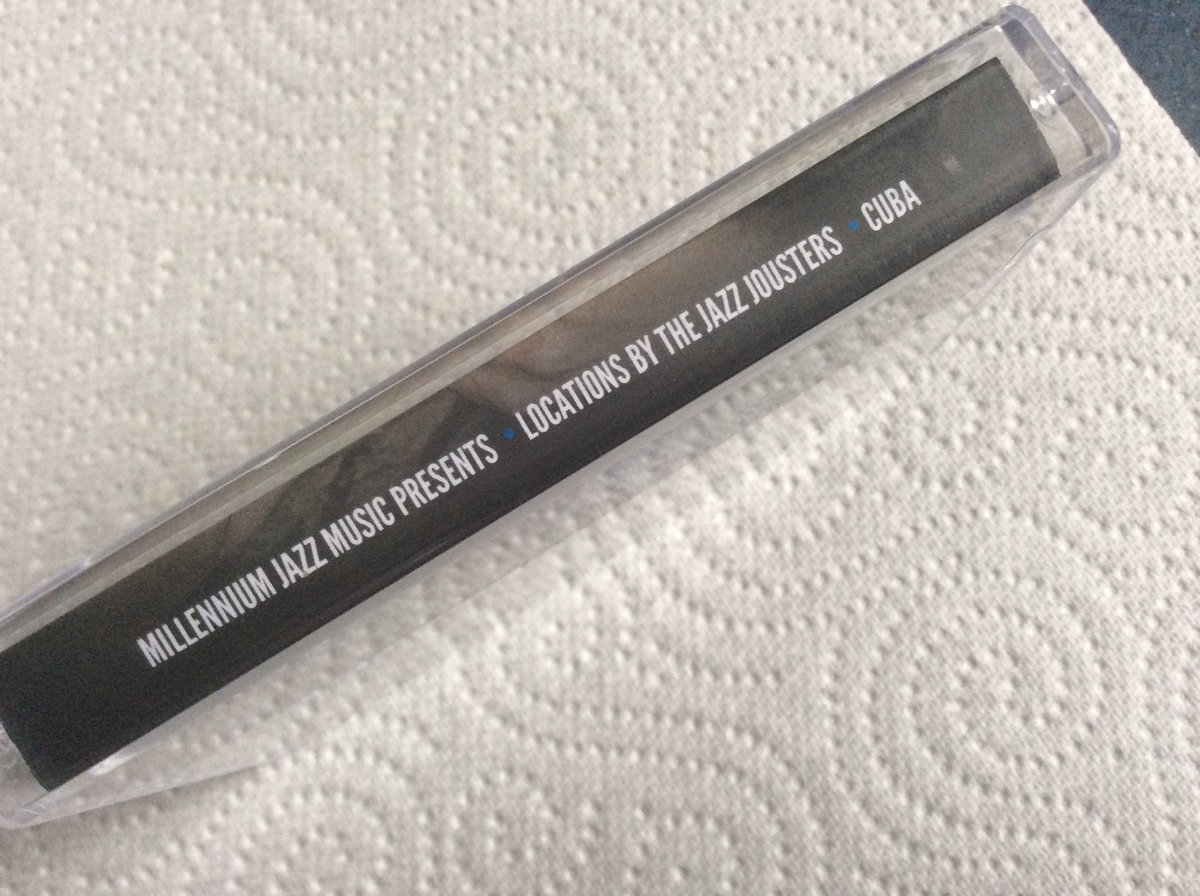 MILLENNIUM JAZZ MUSIC PRESENTS • LOCATIONS BY THE JAZZ JOUSTERS • CUBA